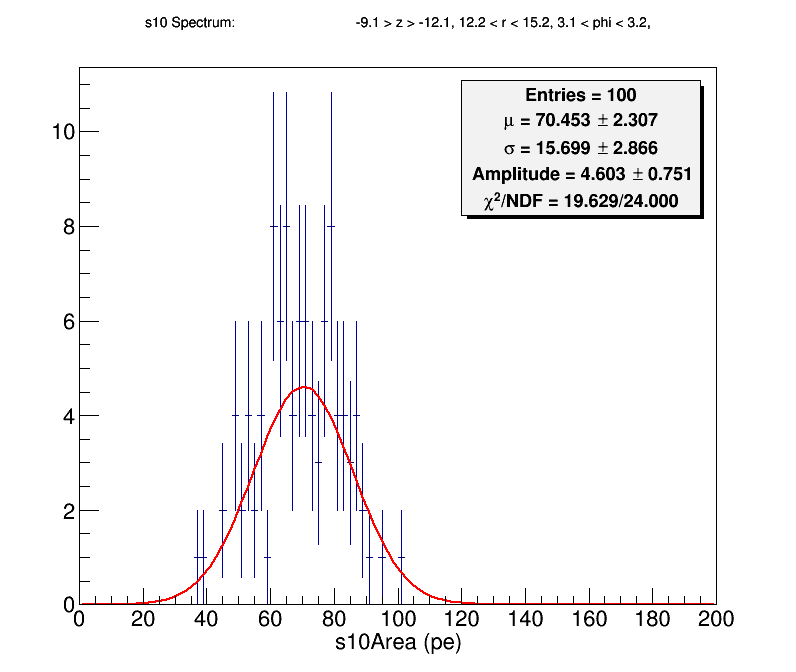 s10 Spectrum: -9.1 > z > -12.1, 12.2 < r < 15.2, 3.1 < phi < 3.2,
Entries = 100
μ = 70.453 ± 2.307
σ = 15.699 ± 2.866
Amplitude = 4.603 ± 0.751
χ²/NDF = 19.629/24.000
10
8
6
4
2
0
0 20 40 60 80 100 120 140 160 180 200
s10Area (pe)